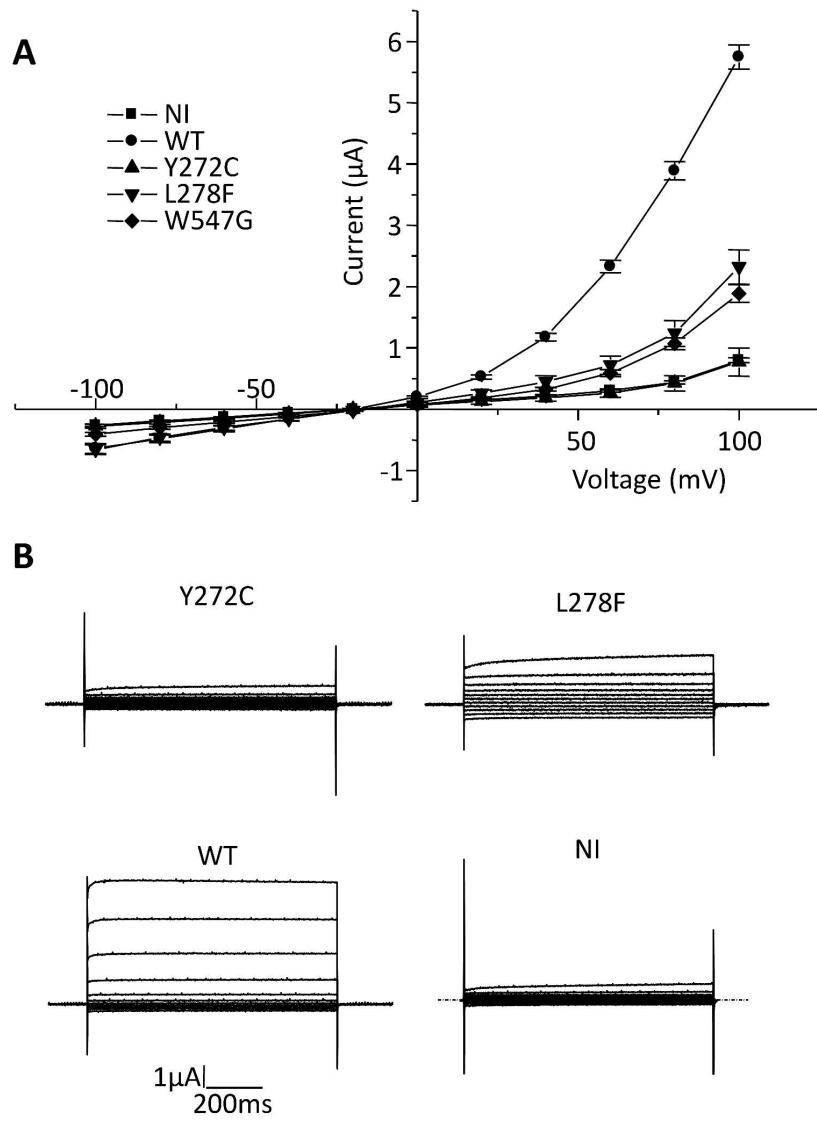 A
NI
WT
Y272C
L278F
W547G
Current (μA)
6
5
4
3
2
1
-1
-100
-50
50
100
Voltage (mV)
B
Y272C
L278F
WT
NI
1μA
200ms